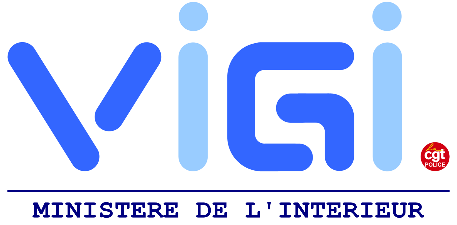 ViGi
cgt
POLICE
MINISTERE DE L'INTERIEUR